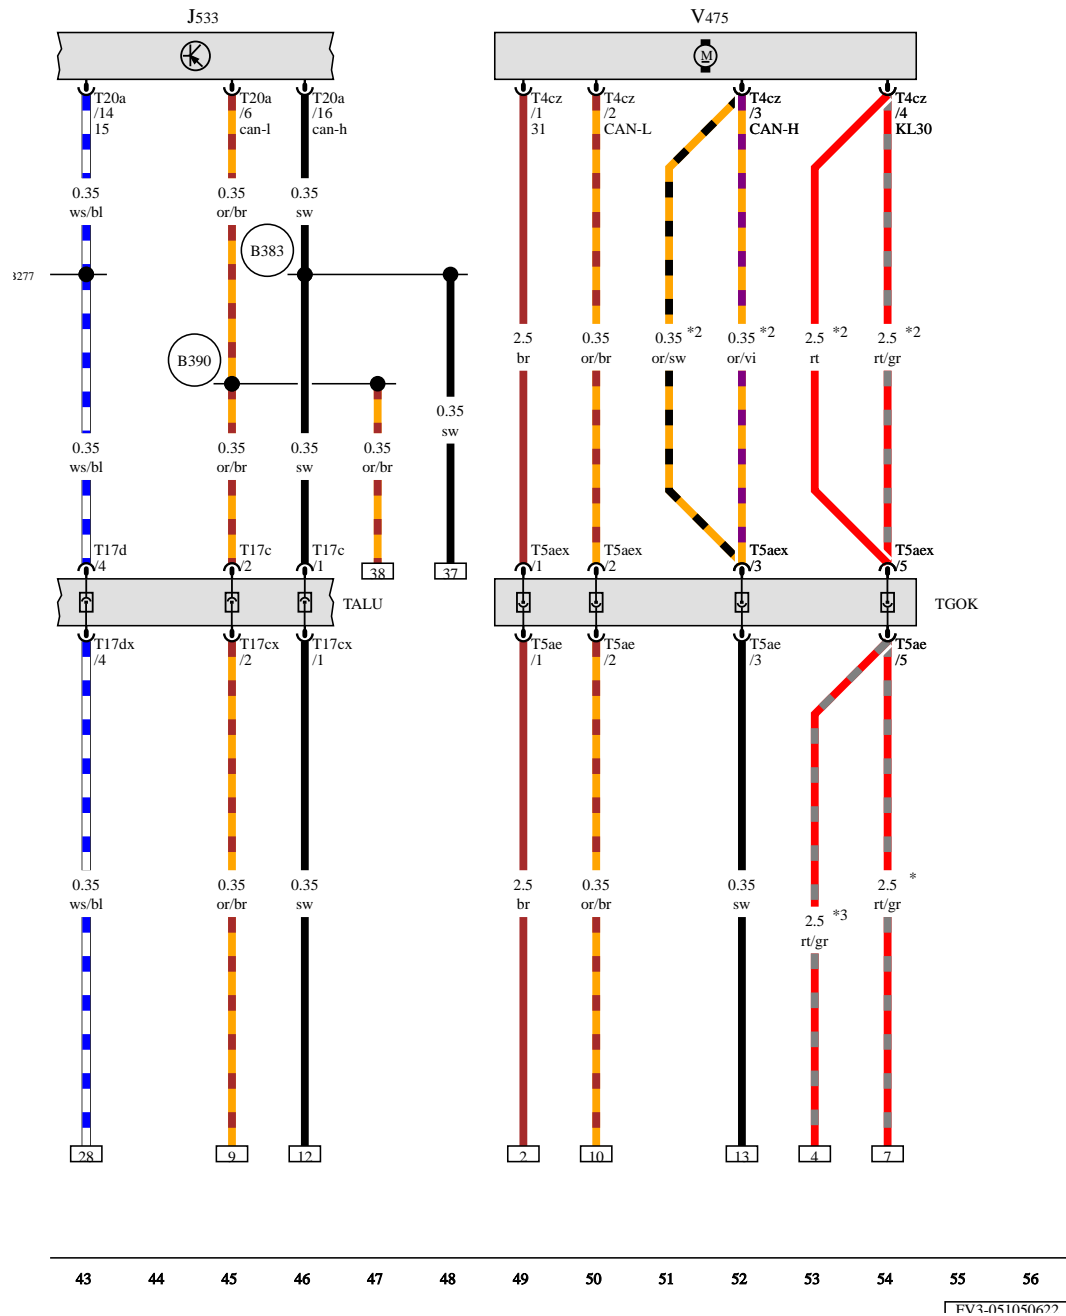 J533
V475
T20a
/14
15
T20a
/6
can-l
T20a
/16
can-h
T4cz
/1
31
T4cz
/2
CAN-L
T4cz
/3
CAN-H
T4cz
/4
KL30
0.35
ws/bl
0.35
or/br
0.35
sw
B383
B390
2.5
br
0.35
or/br
0.35 *2
or/sw
0.35 *2
or/vi
2.5 *2
rt
2.5 *2
rt/gr
0.35
sw
0.35
ws/bl
0.35
or/br
0.35
sw
0.35
or/br
T17d
/4
T17c
/2
T17c
/1
38
37
T5aex
/1
T5aex
/2
T5aex
/3
T5aex
/5
TALU
TGOK
T17dx
/4
T17cx
/2
T17cx
/1
T5ae
/1
T5ae
/2
T5ae
/3
T5ae
/5
0.35
ws/bl
0.35
or/br
0.35
sw
2.5
br
0.35
or/br
0.35
sw
2.5 *3
rt/gr
2.5 *
rt/gr
28
9
12
2
10
13
4
7
43 44 45 46 47 48 49 50 51 52 53 54 55 56
EV3-051050622